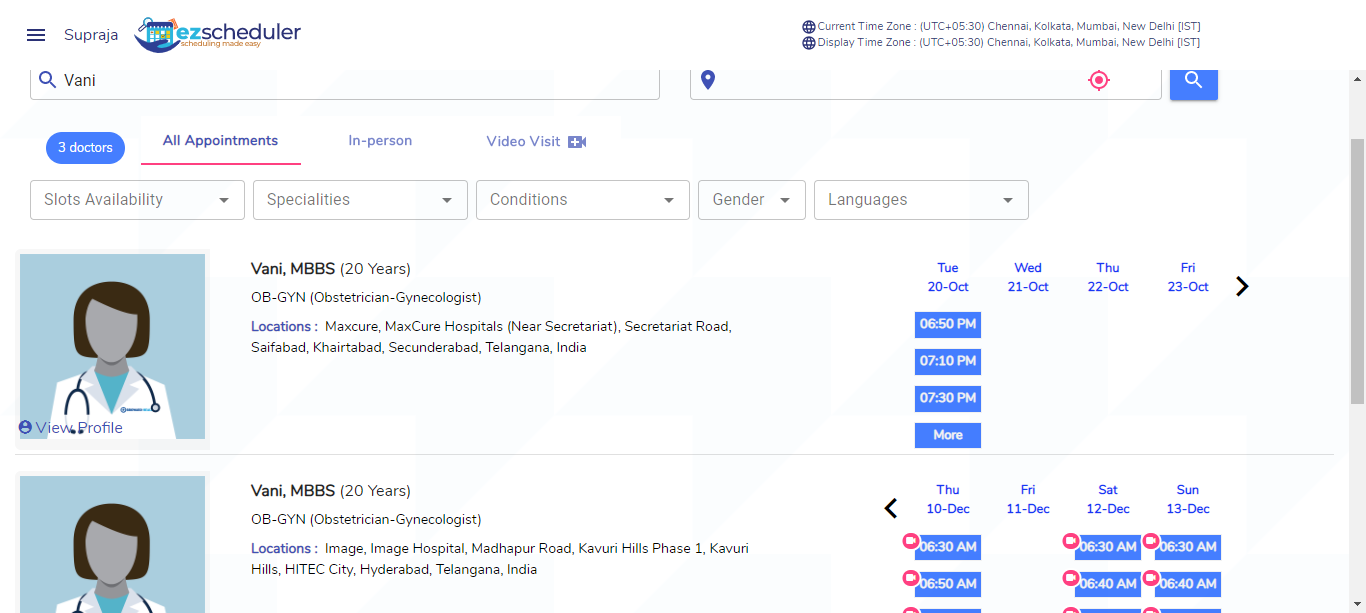 Supraja
ezscheduler
scheduling made easy
Current Time Zone : (UTC+05:30) Chennai, Kolkata, Mumbai, New Delhi [IST]
Display Time Zone : (UTC+05:30) Chennai, Kolkata, Mumbai, New Delhi [IST]
Vani
3 doctors
All Appointments
In-person
Video Visit
Slots Availability
Specialities
Conditions
Gender
Languages
Vani, MBBS (20 Years)
OB-GYN (Obstetrician-Gynecologist)
Locations : Maxcure, MaxCure Hospitals (Near Secretariat), Secretariat Road,
Saifabad, Khairtabad, Secunderabad, Telangana, India
View Profile
Tue Wed Thu Fri
20-Oct 21-Oct 22-Oct 23-Oct
06:50 PM
07:10 PM
07:30 PM
More
Vani, MBBS (20 Years)
OB-GYN (Obstetrician-Gynecologist)
Locations : Image, Image Hospital, Madhapur Road, Kavuri Hills Phase 1, Kavuri
Hills, HITEC City, Hyderabad, Telangana, India
Thu Fri Sat Sun
10-Dec 11-Dec 12-Dec 13-Dec
06:30 AM 06:30 AM 06:30 AM
06:50 AM 06:40 AM 06:40 AM